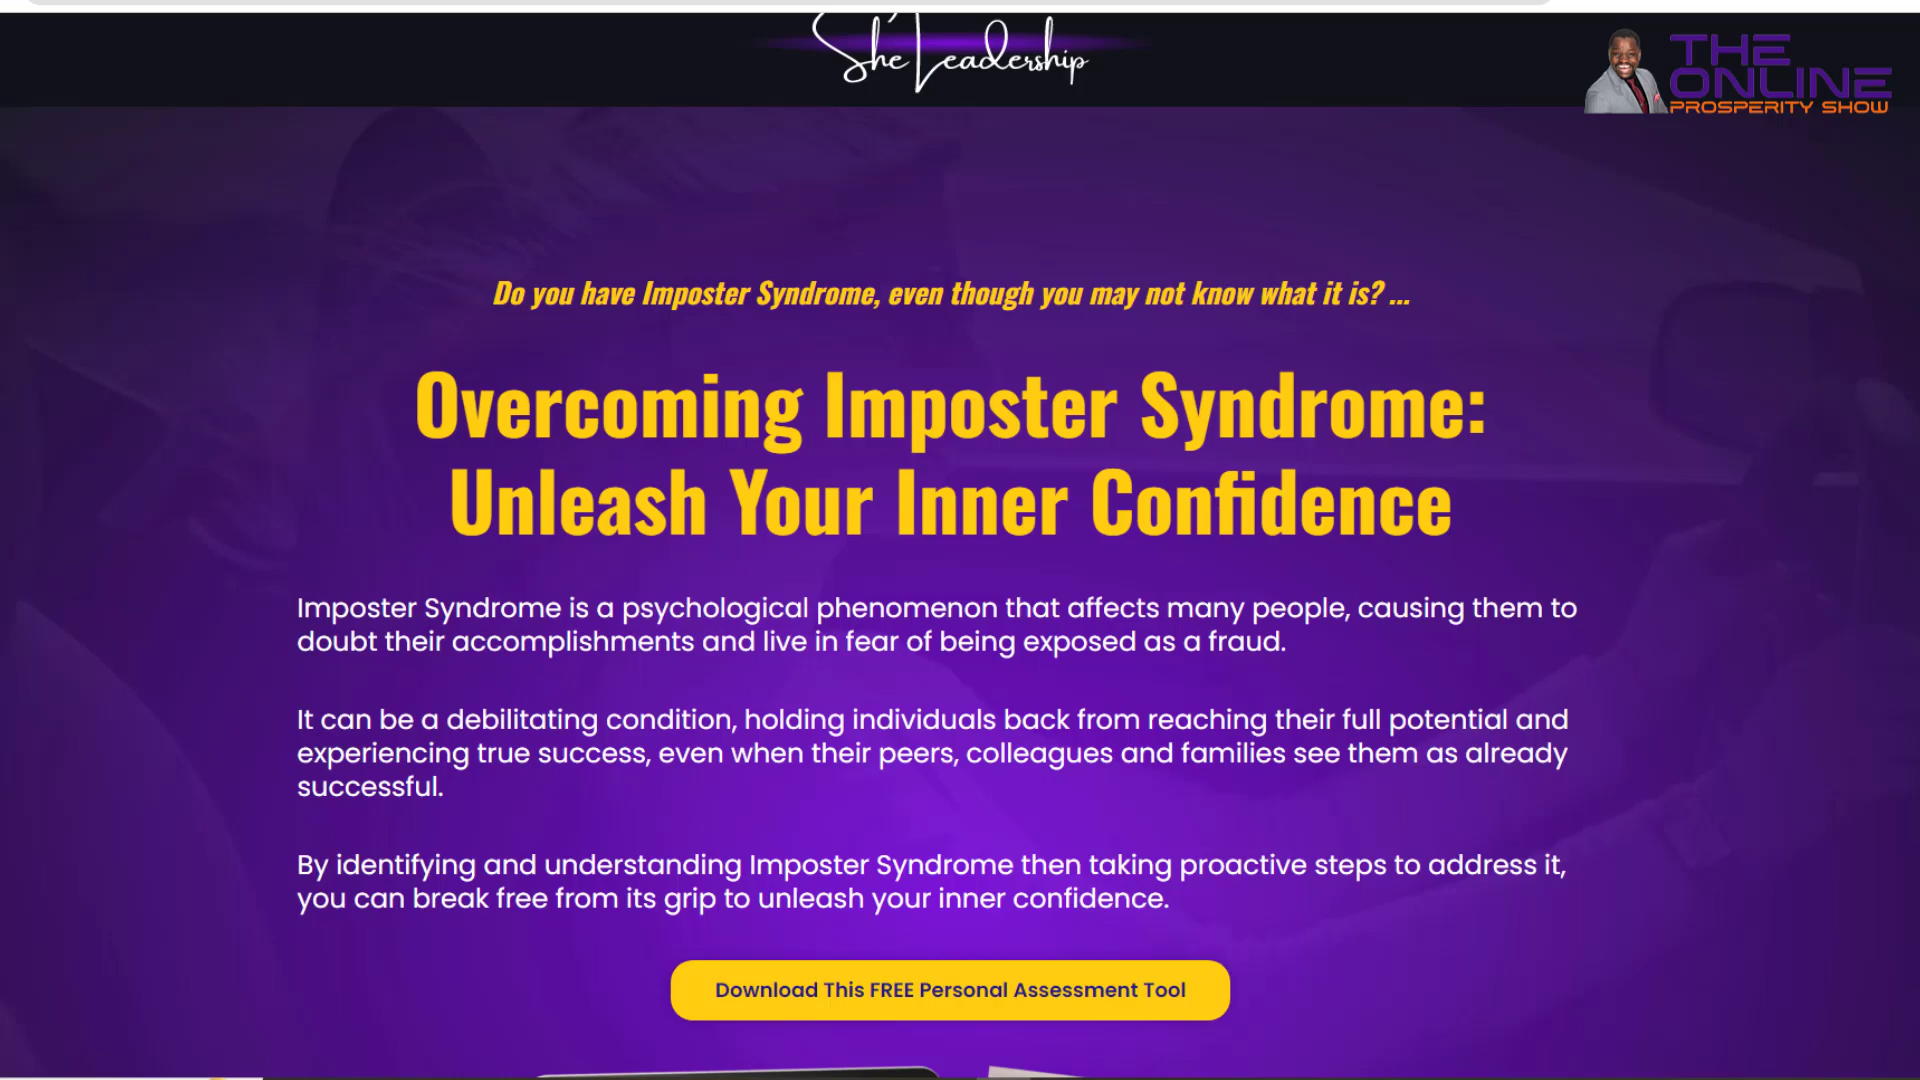 She Leadership
THE
ONLINE
PROSPERITY SHOW
Do you have Imposter Syndrome, even though you may not know what it is? ...
Overcoming Imposter Syndrome:
Unleash Your Inner Confidence
Imposter Syndrome is a psychological phenomenon that affects many people, causing them to
doubt their accomplishments and live in fear of being exposed as a fraud.
It can be a debilitating condition, holding individuals back from reaching their full potential and
experiencing true success, even when their peers, colleagues and families see them as already
successful.
By identifying and understanding Imposter Syndrome then taking proactive steps to address it,
you can break free from its grip to unleash your inner confidence.
Download This FREE Personal Assessment Tool